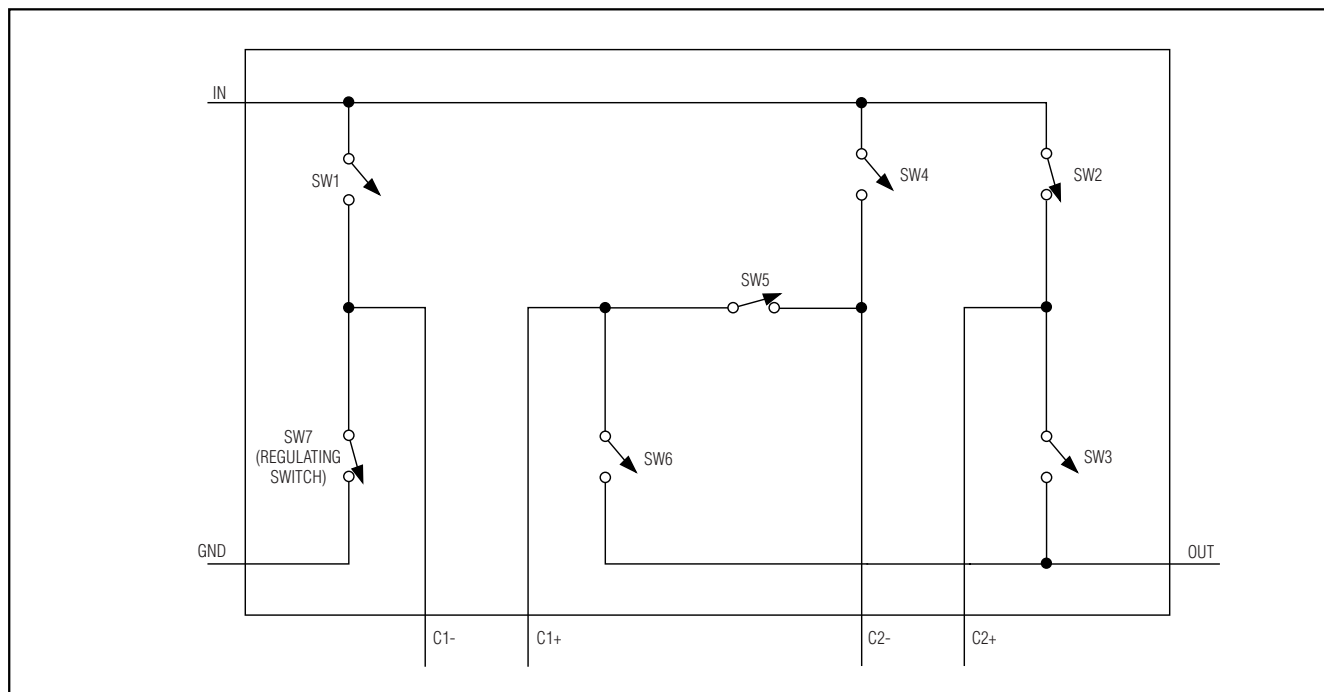 IN
SW1
SW4
SW2
SW5
SW7
(REGULATING
SWITCH)
SW6
SW3
GND
OUT
C1-
C1+
C2-
C2+